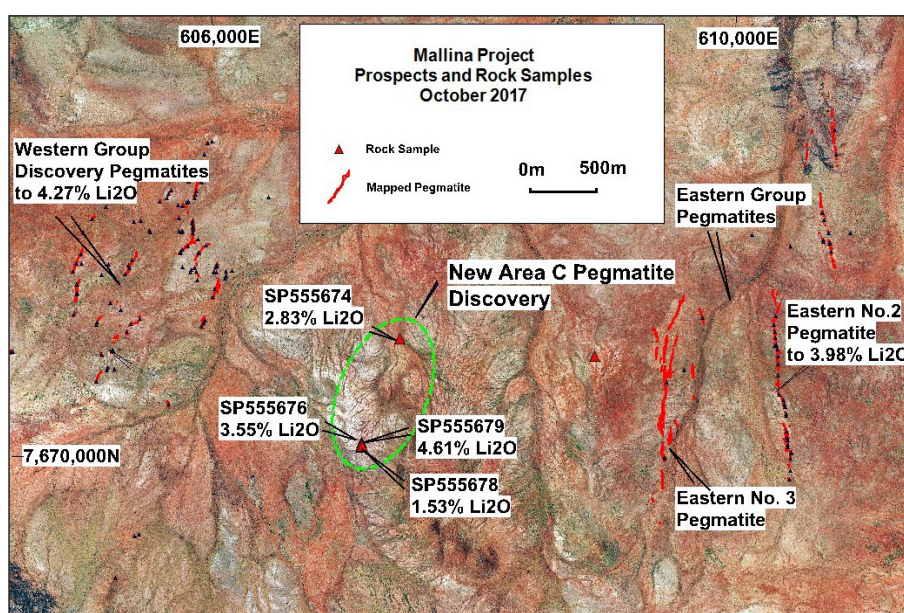 606,000E
610,000E
Mallina Project
Prospects and Rock Samples
October 2017
Rock Sample
Mapped Pegmatite
0m 500m
Western Group
Discovery Pegmatites
to 4.27% Li2O
Eastern Group
Pegmatites
New Area C Pegmatite
Discovery
SP555674
2.83% Li2O
Eastern No.2
Pegmatite
to 3.98% Li2O
SP555676
3.55% Li2O
SP555679
4.61% Li2O
7,670,000N
SP555678
1.53% Li2O
Eastern No. 3
Pegmatite